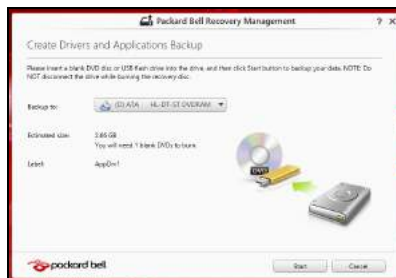 Packard Bell Recovery Management
? X
Create Drivers and Applications Backup
Please insert a blank DVD disc or USB flash drive into the drive, and then click Start button to backup your data. NOTE: Do
NOT disconnect the drive while burning the recovery disc.
Backup to: (D) ATA HL-DT-ST DVDRAM
Estimated size: 3.86 GB
You will need 1 blank DVDs to burn.
Label: AppDrv1
DVD
packard bell
Start Cancel